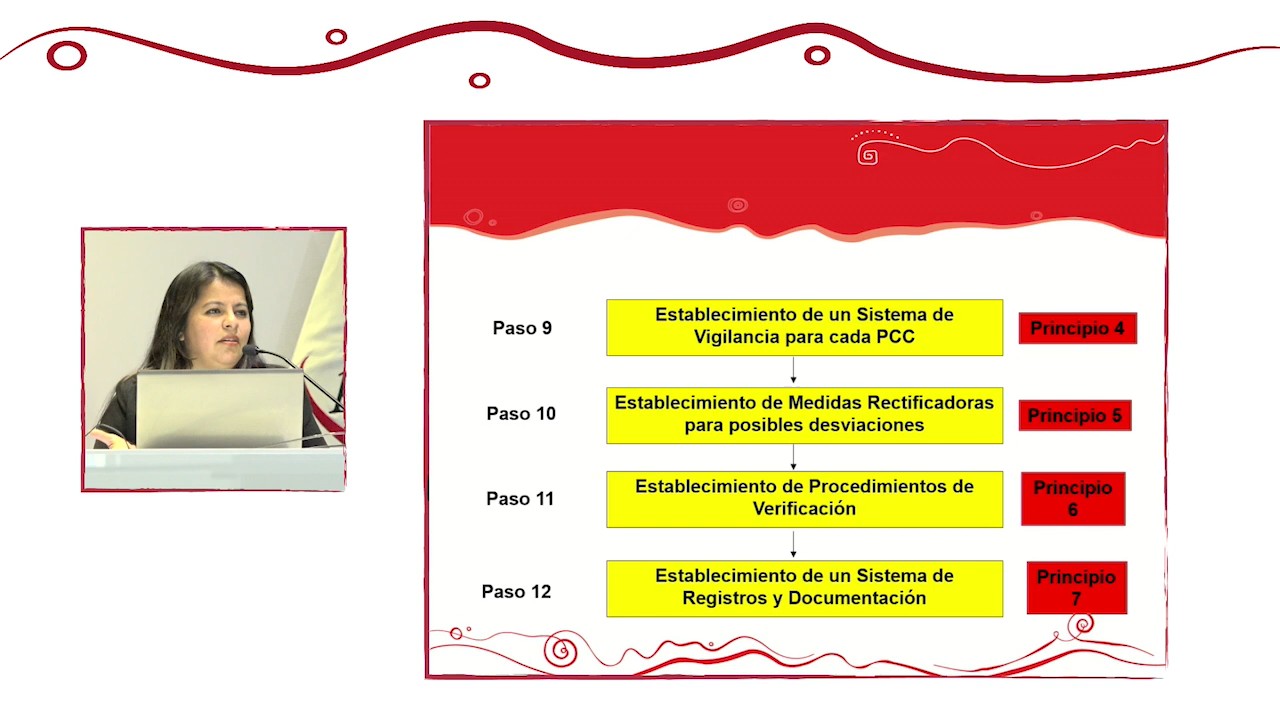 Paso 9
Establecimiento de un Sistema de
Vigilancia para cada PCC
Principio 4
Paso 10
Establecimiento de Medidas Rectificadoras
para posibles desviaciones
Principio 5
Paso 11
Establecimiento de Procedimientos de
Verificación
Principio
6
Paso 12
Establecimiento de un Sistema de
Registros y Documentación
Principio
7